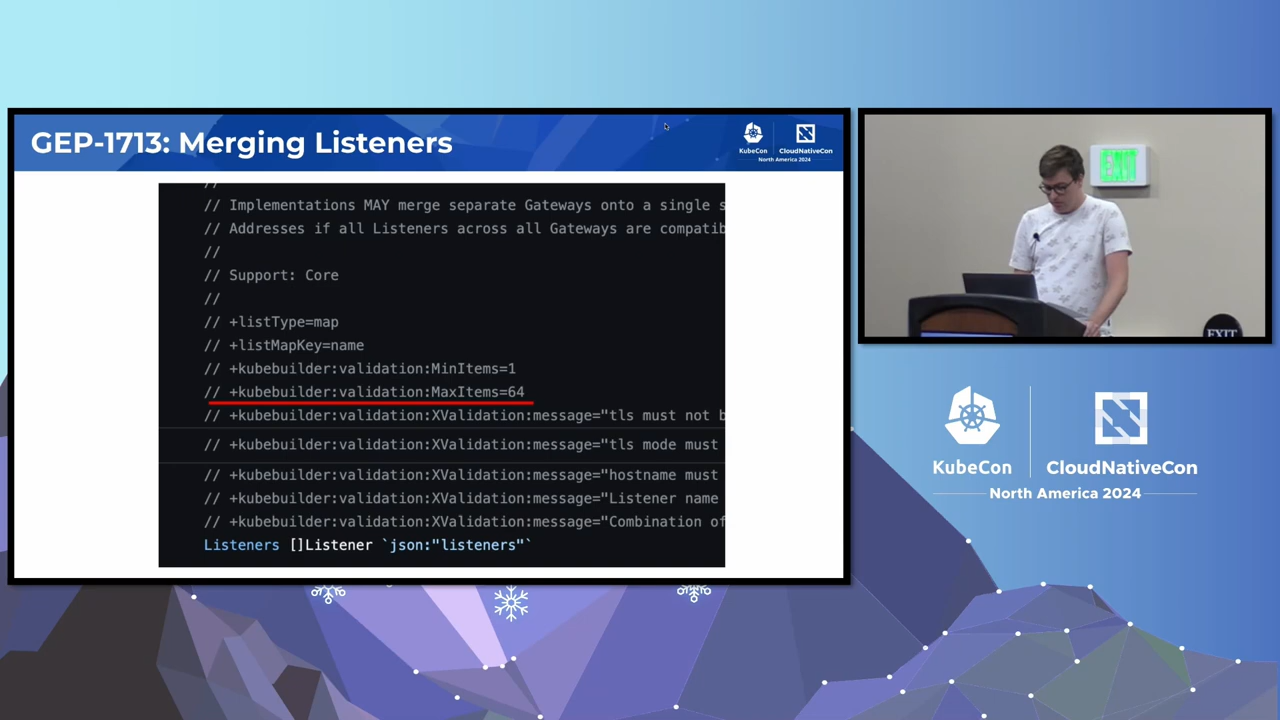 GEP-1713: Merging Listeners
KubeCon
CloudNativeCon
North America 2024
//
// Implementations MAY merge separate Gateways onto a single s
// Addresses if all Listeners across all Gateways are compatib
//
// Support: Core
//
// +listType=map
// +listMapKey=name
// +kubebuilder:validation:MinItems=1
// +kubebuilder:validation:MaxItems=64
// +kubebuilder:validation:XValidation:message="tls must not b
// +kubebuilder:validation:XValidation:message="tls mode must
// +kubebuilder:validation:XValidation:message="hostname must
// +kubebuilder:validation:XValidation:message="Listener name
// +kubebuilder:validation:XValidation:message="Combination of
Listeners []Listener `json:"listeners"`
EXIT
EXIT
KubeCon
CloudNativeCon
North America 2024